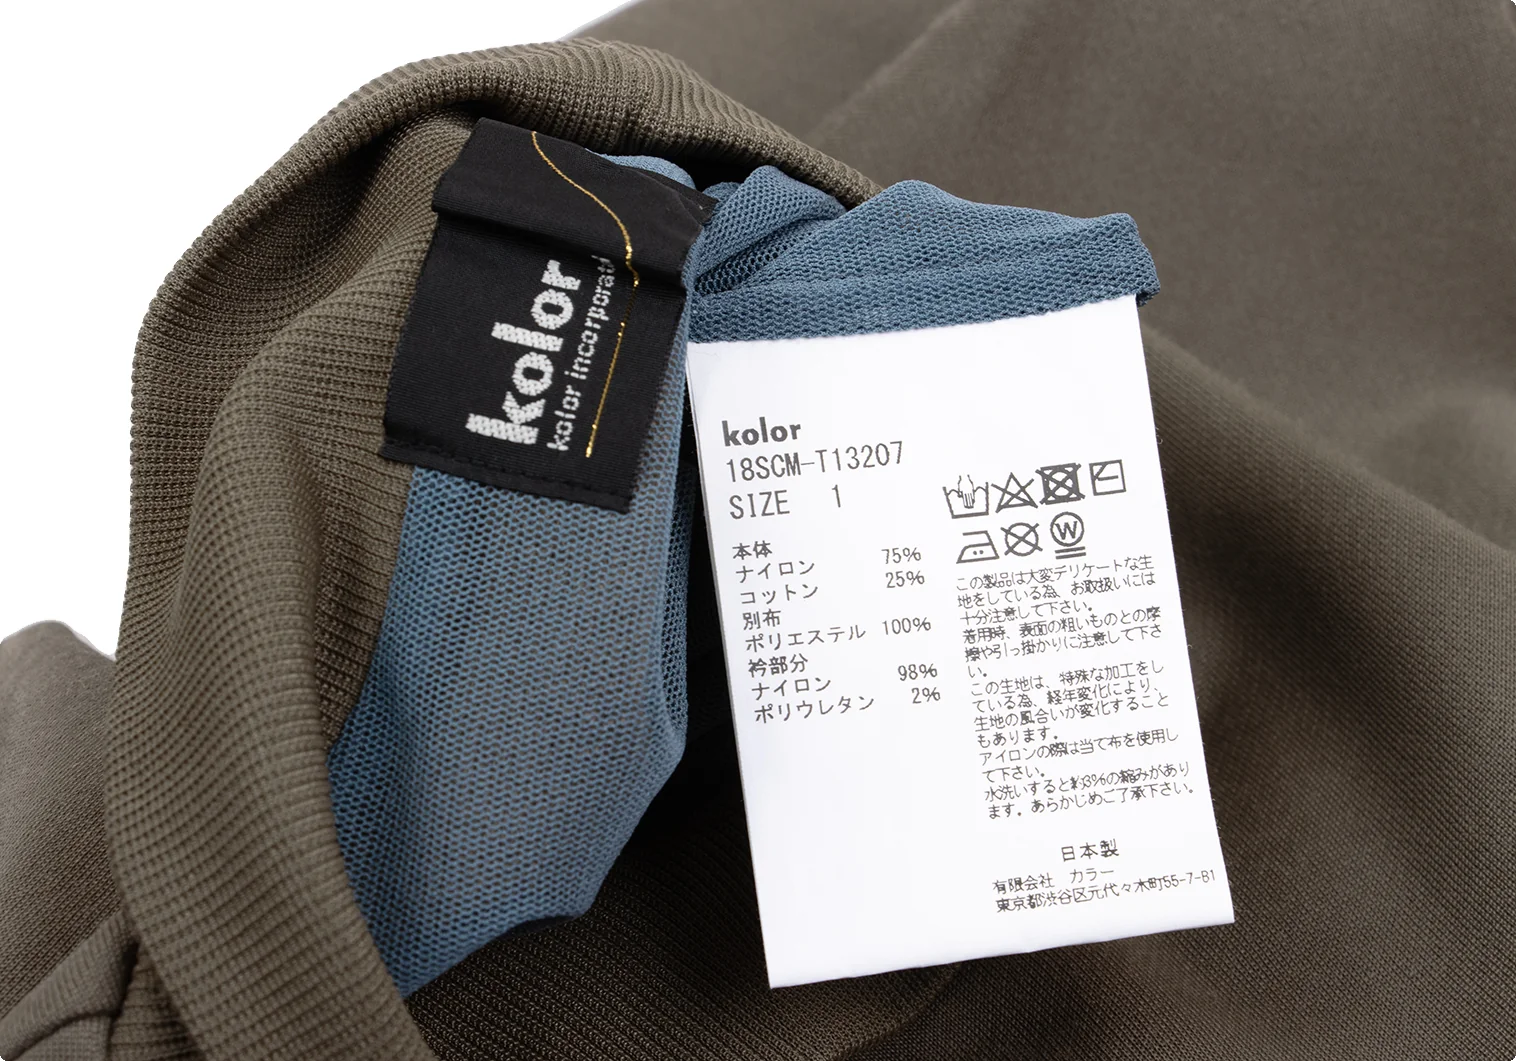 kolor
kolor incorporat
kolor
18SCM-T13207
SIZE 1
本体
ナイロン 75%
コットン 25%
別布
ポリエステル 100%
衿部分
ナイロン 98%
ポリウレタン 2%
W
この製品は大変デリケートな生
地をしている為、お取扱いには
十分注意して下さい。
着用時、表面の粗いものとの摩
擦や引っ掛かりに注意して下さ
い。
この生地は、特殊な加工をし
ている為、経年変化により、
生地の風合いが変化すること
もあります。
アイロンの際は当て布を使用し
て下さい。
水洗いすると約3%の縮みがあり
ます。あらかじめご了承下さい。
日本製
有限会社 カラー
東京都渋谷区元代々木町55-7-B1